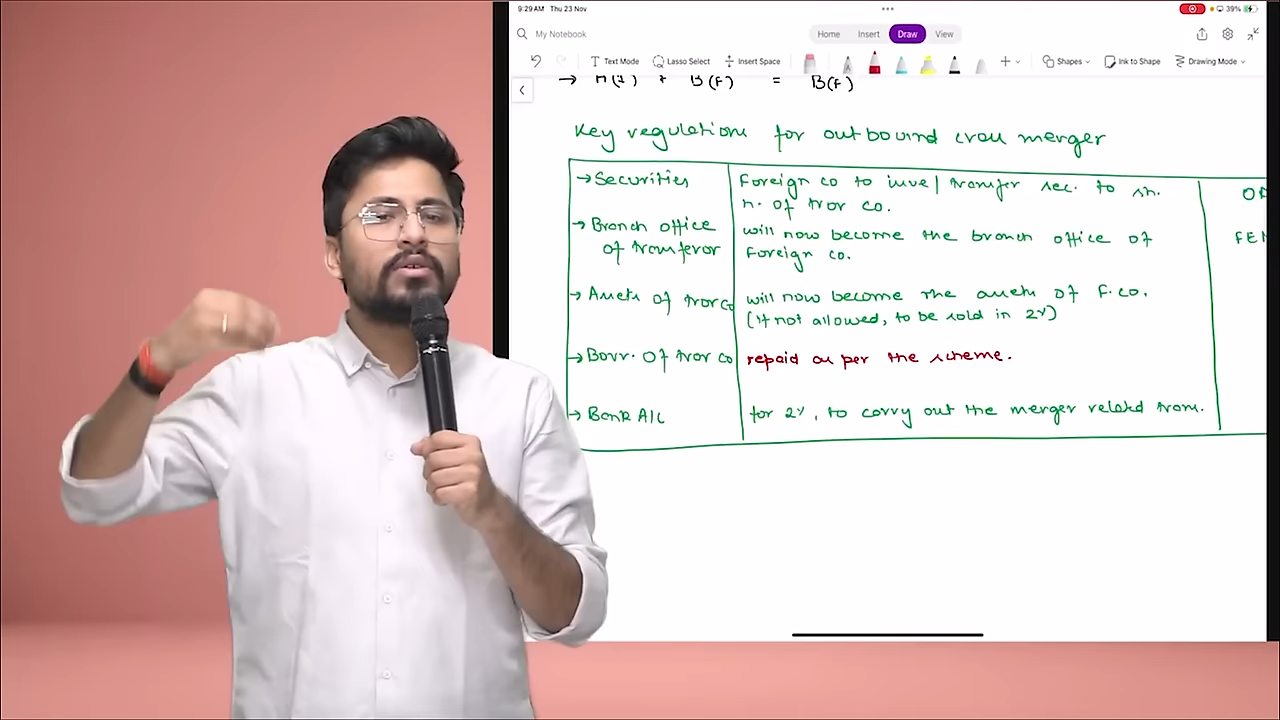 9:29 AM Thu 23 Nov
39%
My Notebook
Home Insert Draw View
Text Mode Lasso Select Insert Space Shapes Ink to Shape Drawing Mode
→ A(I) + B(F) = B(F)
Key regulations for outbound cross merger
→ Securities
Foreign co to issue / transfer sec. to sh.
h. of tror co.
→ Branch office
of transferor
will now become the branch office of
Foreign co.
→ Assets of tror co
will now become the assets of F.co.
(if not allowed, to be sold in 2Y)
→ Borr. of tror co
repaid as per the scheme.
→ Bank A/c
for 2Y, to carry out the merger related trans.